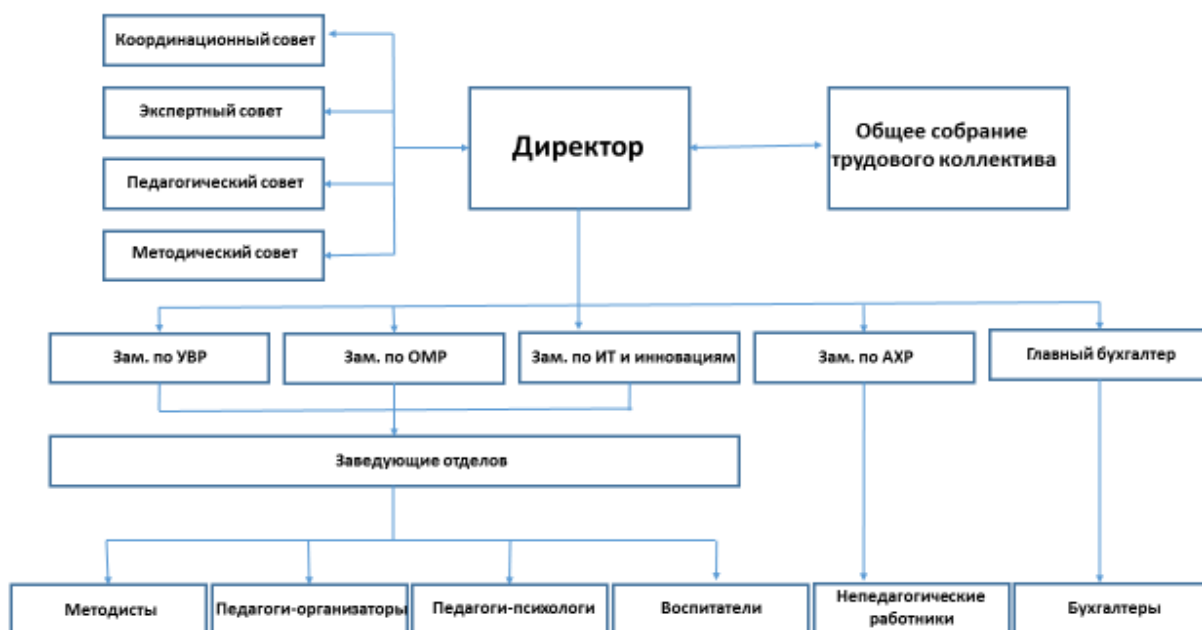 Координационный совет
Экспертный совет
Педагогический совет
Методический совет
Директор
Общее собрание
трудового коллектива
Зам. по УВР
Зам. по ОМР
Зам. по ИТ и инновациям
Зам. по АХР
Главный бухгалтер
Заведующие отделов
Методисты
Педагоги-организаторы
Педагоги-психологи
Воспитатели
Непедагогические
работники
Бухгалтеры